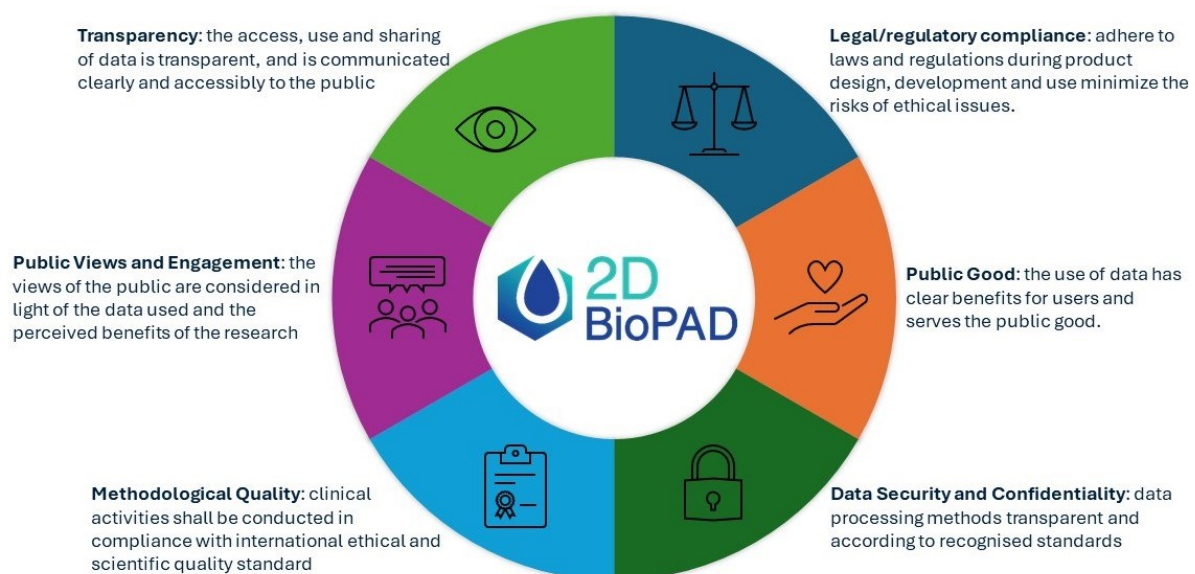 Transparency: the access, use and sharing
of data is transparent, and is communicated
clearly and accessibly to the public
Legal/regulatory compliance: adhere to
laws and regulations during product
design, development and use minimize the
risks of ethical issues.
Public Views and Engagement: the
views of the public are considered in
light of the data used and the
perceived benefits of the research
2D
BioPAD
Public Good: the use of data has
clear benefits for users and
serves the public good.
Methodological Quality: clinical
activities shall be conducted in
compliance with international ethical and
scientific quality standard
Data Security and Confidentiality: data
processing methods transparent and
according to recognised standards